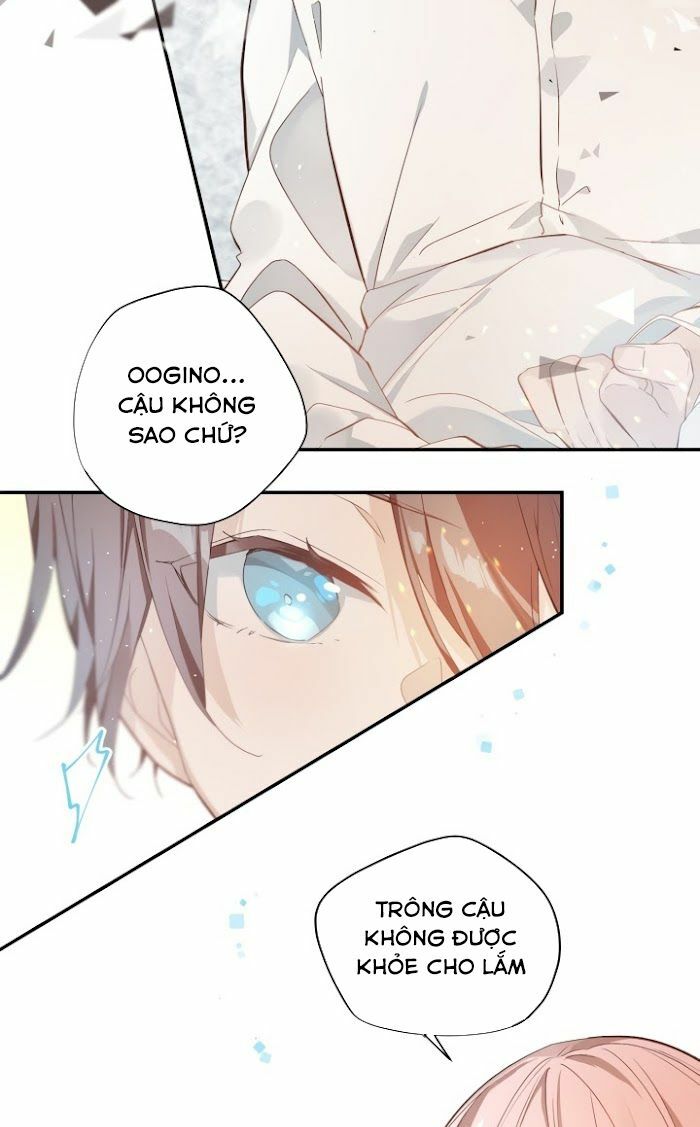 OOGINO...
CẬU KHÔNG
SAO CHỨ?
TRÔNG CẬU
KHÔNG ĐƯỢC
KHỎE CHO LẮM